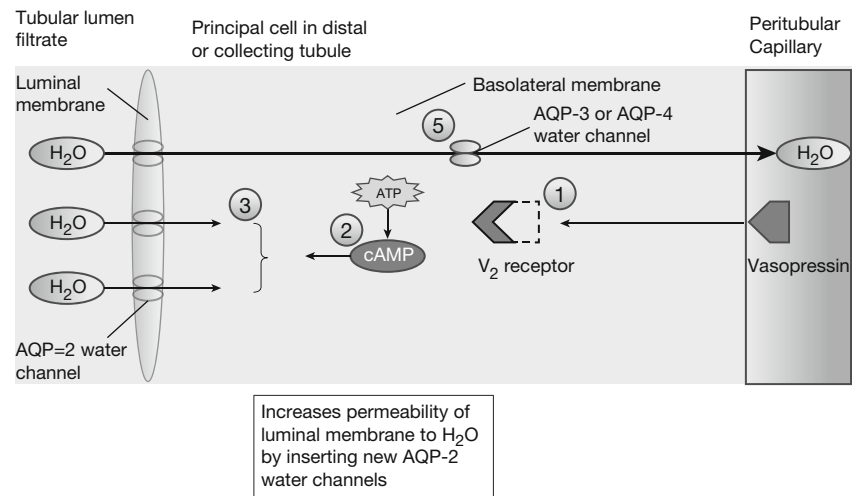 Tubular lumen
filtrate
Principal cell in distal
or collecting tubule
Peritubular
Capillary
Luminal
membrane
Basolateral membrane
AQP-3 or AQP-4
water channel
5
H₂O
H₂O
ATP
1
3
H₂O
2
cAMP
V₂ receptor
Vasopressin
H₂O
AQP=2 water
channel
Increases permeability of
luminal membrane to H₂O
by inserting new AQP-2
water channels